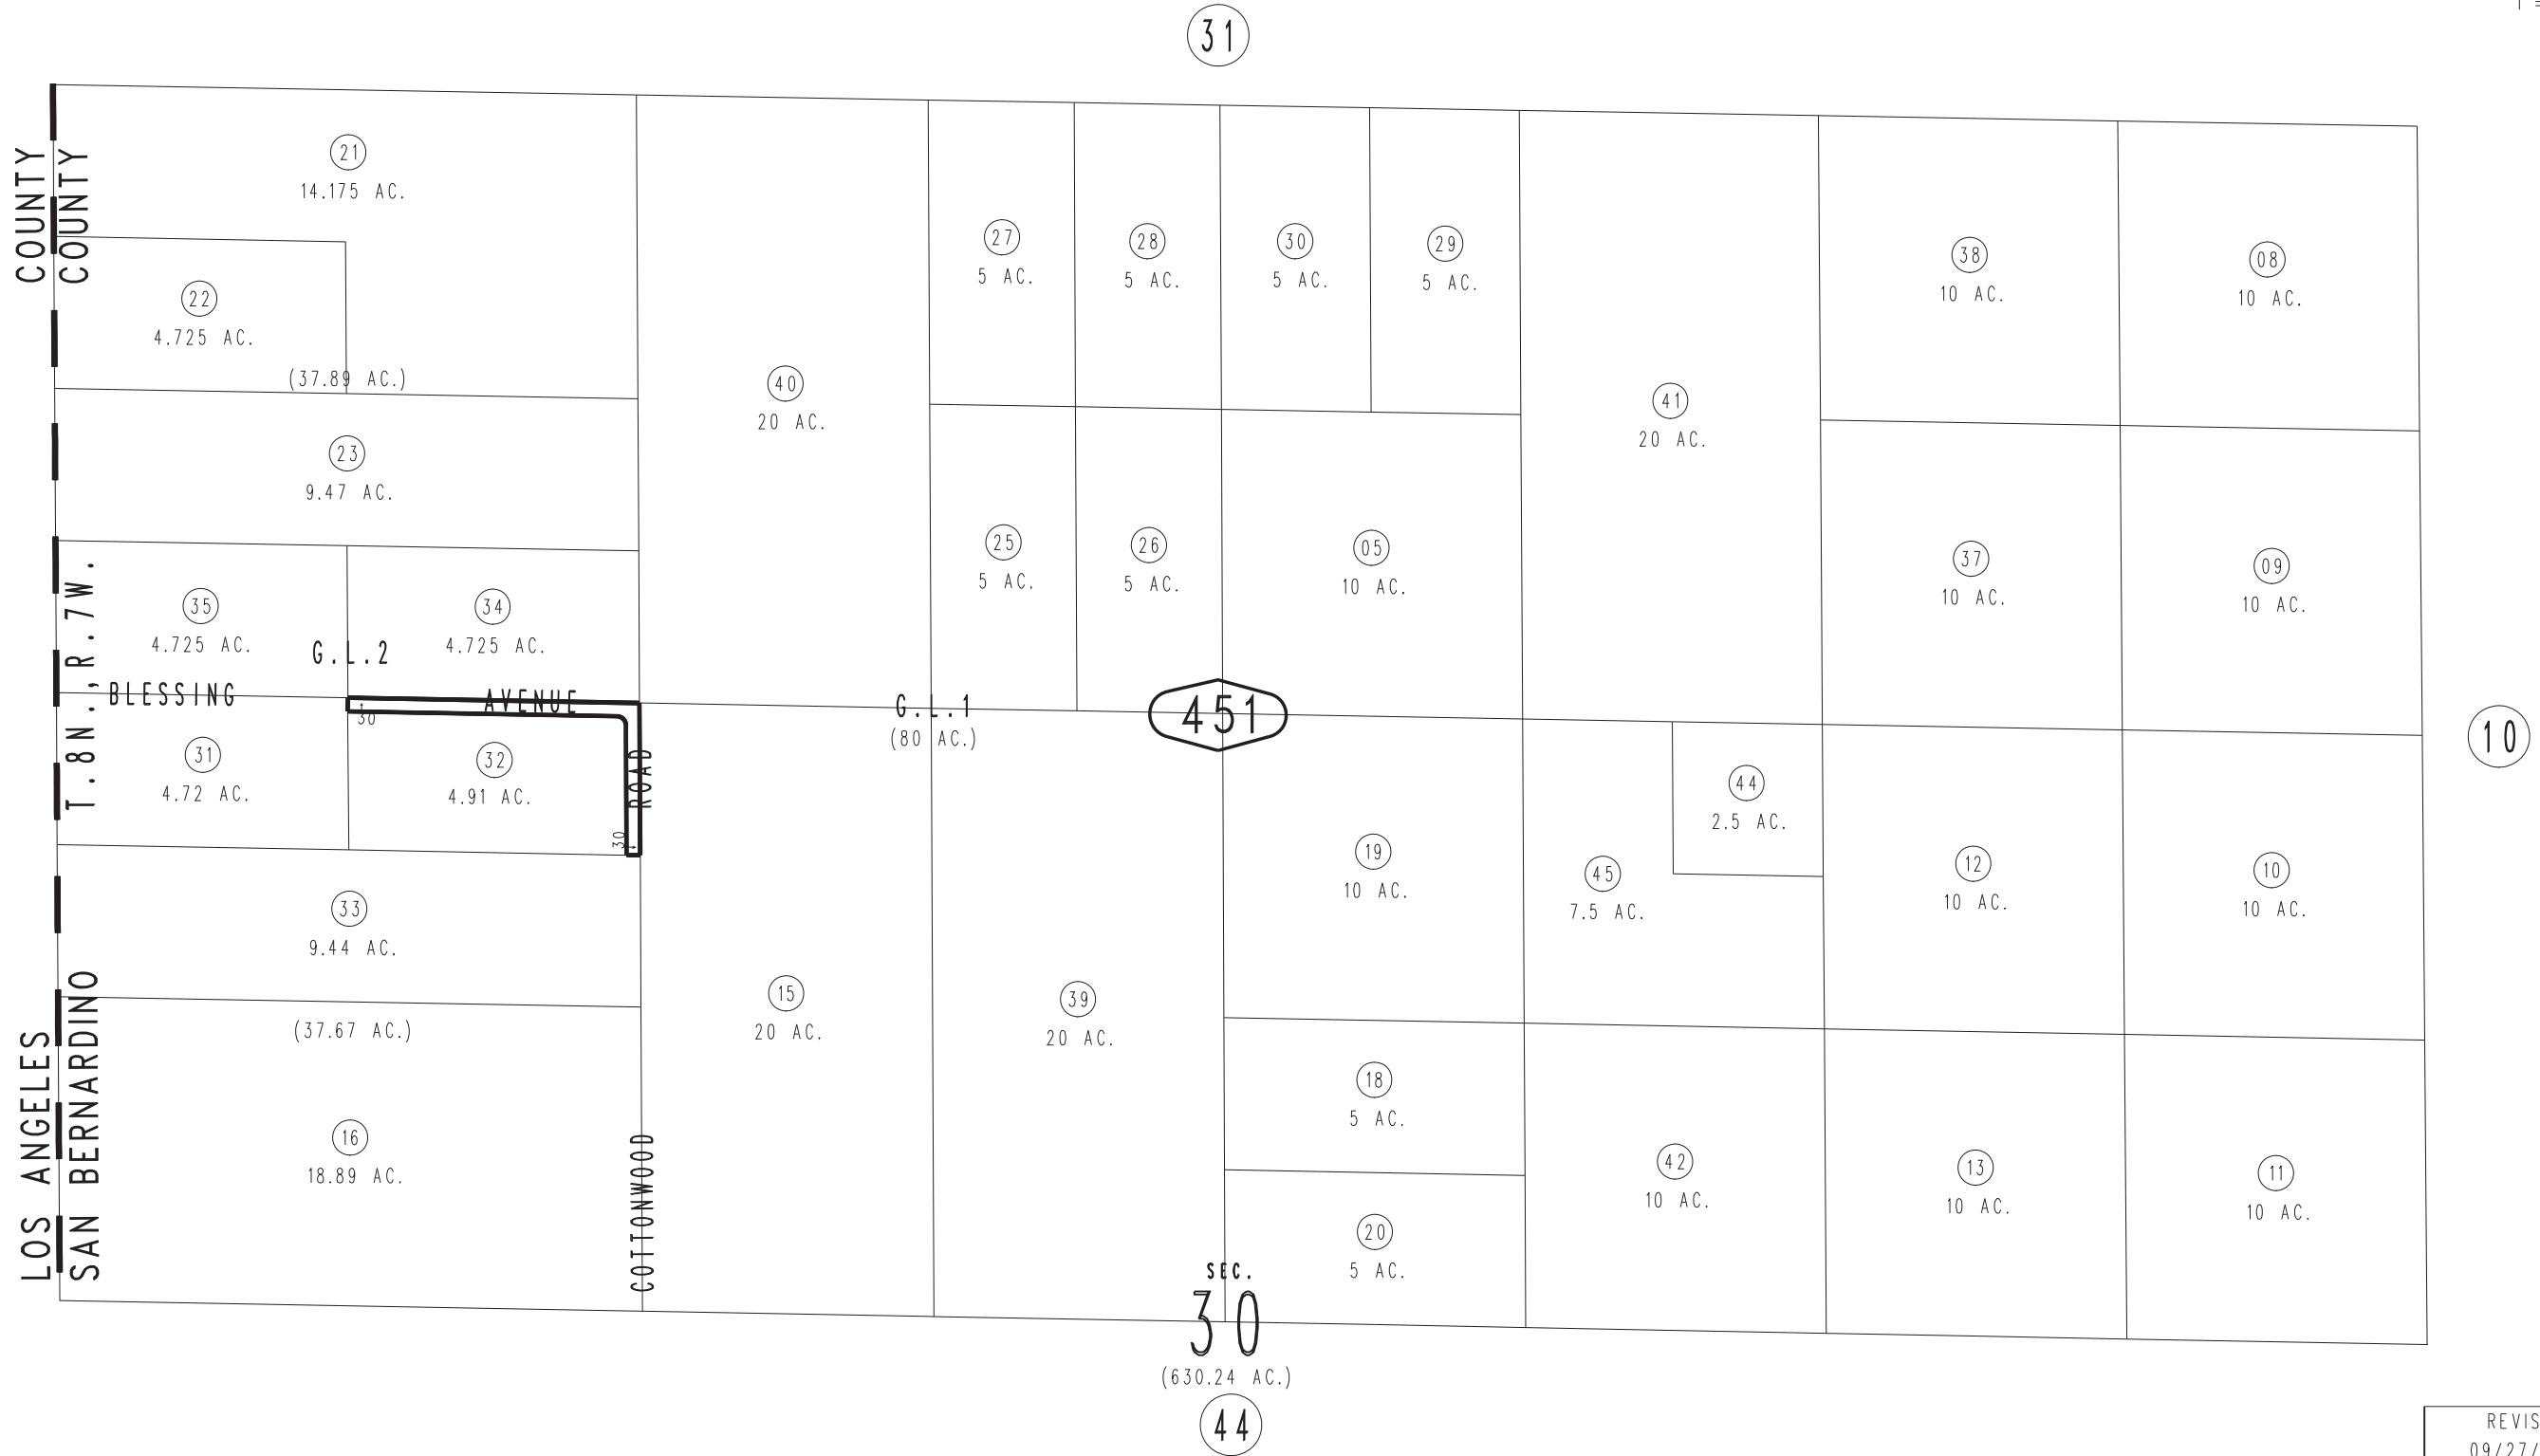 31
COUNTY
COUNTY
21
14.175 AC.
22
4.725 AC.
(37.89 AC.)
23
9.47 AC.
40
20 AC.
27
5 AC.
28
5 AC.
30
5 AC.
29
5 AC.
41
20 AC.
38
10 AC.
08
10 AC.
25
5 AC.
26
5 AC.
05
10 AC.
37
10 AC.
09
10 AC.
T.8N.,R.7W.
35
4.725 AC.
34
4.725 AC.
G.L.2
BLESSING AVENUE
30
31
4.72 AC.
32
4.91 AC.
30
ROAD
G.L.1
(80 AC.)
451
10
44
2.5 AC.
19
10 AC.
45
7.5 AC.
12
10 AC.
10
10 AC.
33
9.44 AC.
(37.67 AC.)
16
18.89 AC.
LOS ANGELES
SAN BERNARDINO
COTTONWOOD
15
20 AC.
39
20 AC.
18
5 AC.
20
5 AC.
42
10 AC.
13
10 AC.
11
10 AC.
SEC.
30
(630.24 AC.)
44
REVIS
09/27/